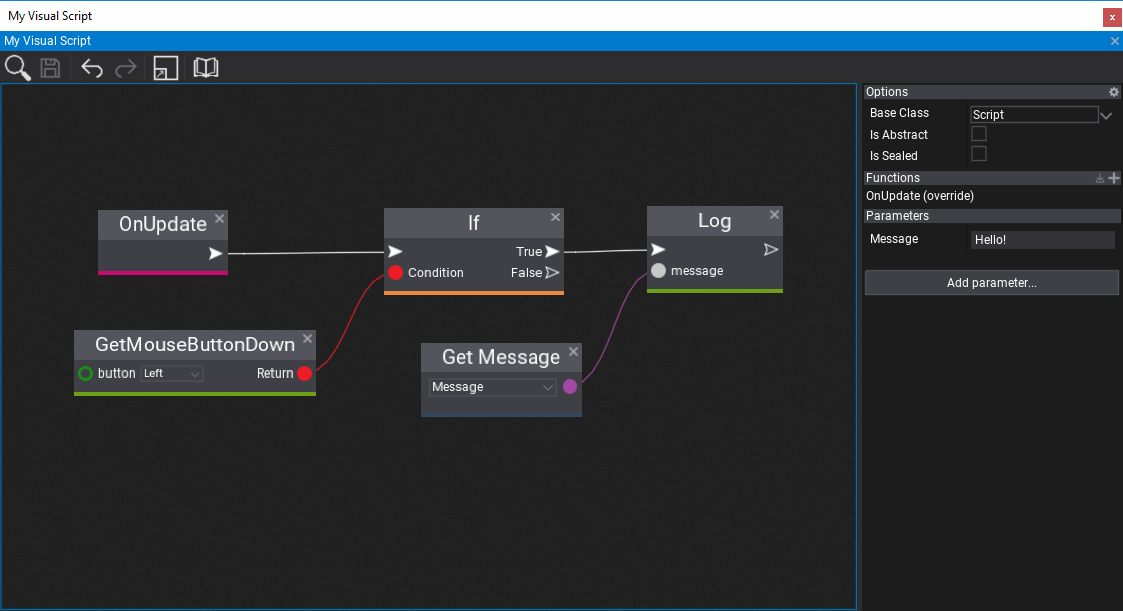 My Visual Script
x
My Visual Script
Options
Base Class Script
Is Abstract
Is Sealed
Functions
OnUpdate (override)
Parameters
Message Hello!
Add parameter...
OnUpdate
If
True
Condition False
Log
message
GetMouseButtonDown
button Left Return
Get Message
Message